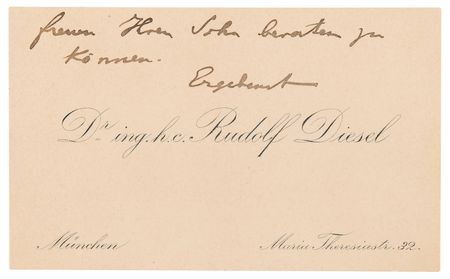 freuen Ihren Sohn beraten zu
können.
Ergebenst
Dr. ing. h.c. Rudolf Diesel
München
Maria Theresiastr. 32.